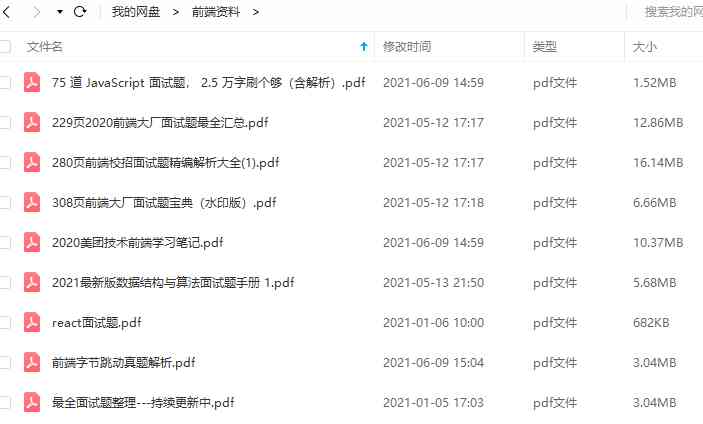 我的网盘 > 前端资料 > 搜索我的网
文件名 修改时间 类型 大小
75 道 JavaScript 面试题， 2.5 万字刷个够（含解析）.pdf 2021-06-09 14:59 pdf文件 1.52MB
229页2020前端大厂面试题最全汇总.pdf 2021-05-12 17:17 pdf文件 12.86MB
280页前端校招面试题精编解析大全(1).pdf 2021-05-12 17:17 pdf文件 16.14MB
308页前端大厂面试题宝典（水印版）.pdf 2021-05-12 17:18 pdf文件 6.66MB
2020美团技术前端学习笔记.pdf 2021-06-09 14:59 pdf文件 10.37MB
2021最新版数据结构与算法面试题手册 1.pdf 2021-05-13 21:50 pdf文件 5.68MB
react面试题.pdf 2021-01-06 10:00 pdf文件 682KB
前端字节跳动真题解析.pdf 2021-06-09 15:04 pdf文件 3.04MB
最全面试题整理---持续更新中.pdf 2021-01-05 17:03 pdf文件 3.04MB